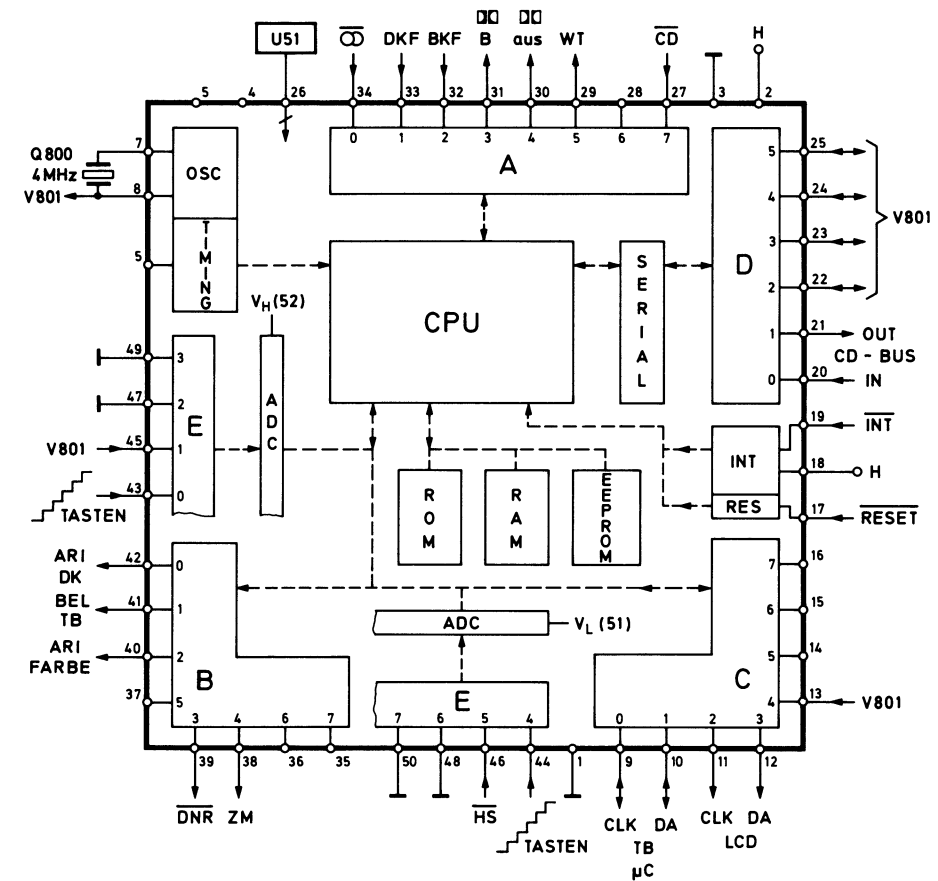 U51
DKF BKF B aus WT CD H
5 4 26 34 33 32 31 30 29 28 27 3 2
0 1 2 3 4 5 6 7
A
7
Q800
4MHz
V801
8
OSC
TIMING
5
VH (52)
CPU
SERIAL
D
5 25
4 24
3 23
2 22
V801
1 21 OUT
CD - BUS
0 20 IN
49 3
47 2
E
V801 45 1
43 0
TASTEN
ADC
ROM
RAM
EEPROM
INT
RES
19 INT
18 H
17 RESET
ARI
DK
42 0
BEL
TB
41 1
ARI
FARBE
40 2
37 5
B
3 4 6 7
39 38 36 35
DNR ZM
ADC
VL (51)
E
7 6 5 4
50 48 46 44 1
HS
TASTEN
C
7 16
6 15
5 14
4 13 V801
0 1 2 3
9 10 11 12
CLK DA CLK DA
TB LCD
µC